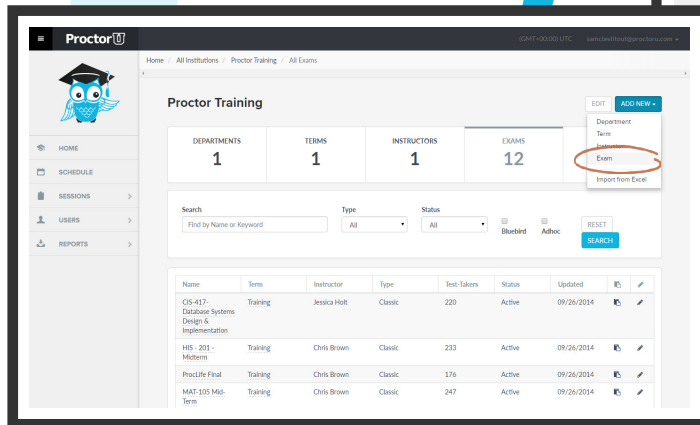 ProctorU
(GMT+00:00) UTC samctestitout@proctoru.com
Home / All Institutions / Proctor Training / All Exams
Proctor Training
EDIT ADD NEW
Department
Term
Instructor
Exam
Import from Excel
DEPARTMENTS TERMS INSTRUCTORS EXAMS
1 1 1 12
HOME
SCHEDULE
SESSIONS
USERS
REPORTS
Search Type Status
Find by Name or Keyword All All Bluebird Adhoc RESET
SEARCH
Name Term Instructor Type Test-Takers Status Updated
CIS-417- Training Jessica Holt Classic 220 Active 09/26/2014
Database Systems
Design &
Implementation
HIS - 201 - Training Chris Brown Classic 233 Active 09/26/2014
Midterm
ProcLife Final Training Chris Brown Classic 176 Active 09/26/2014
MAT-105 Mid- Training Chris Brown Classic 247 Active 09/26/2014
Term